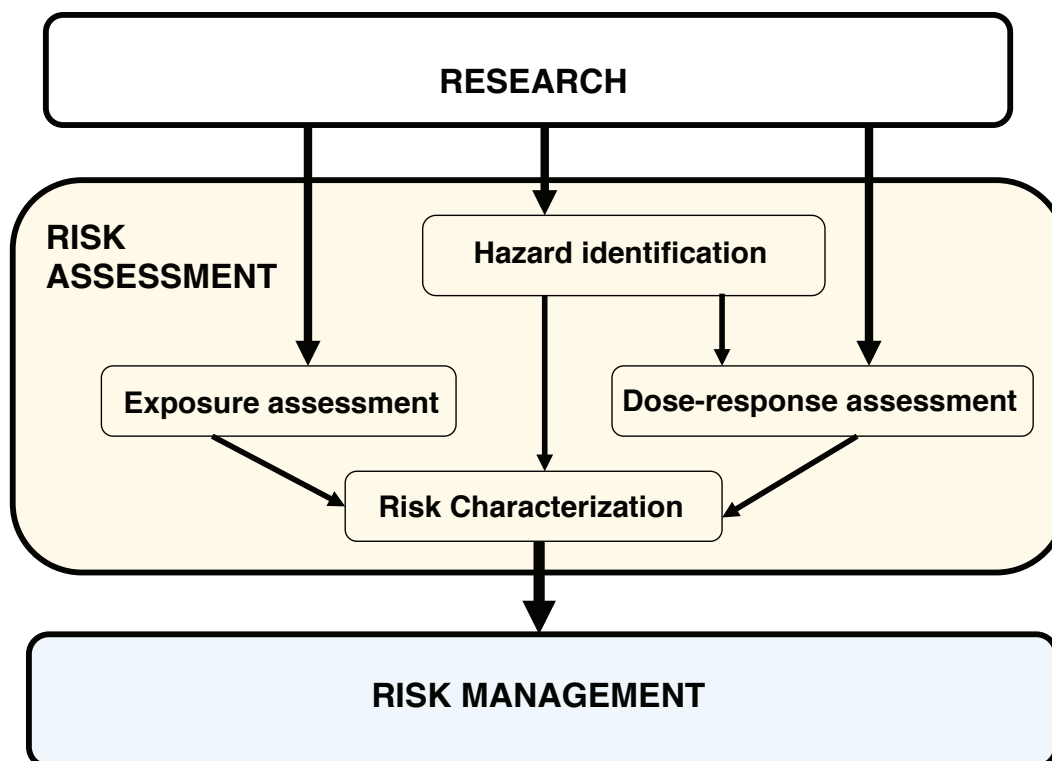 RESEARCH
RISK
ASSESSMENT
Hazard identification
Exposure assessment
Dose-response assessment
Risk Characterization
RISK MANAGEMENT